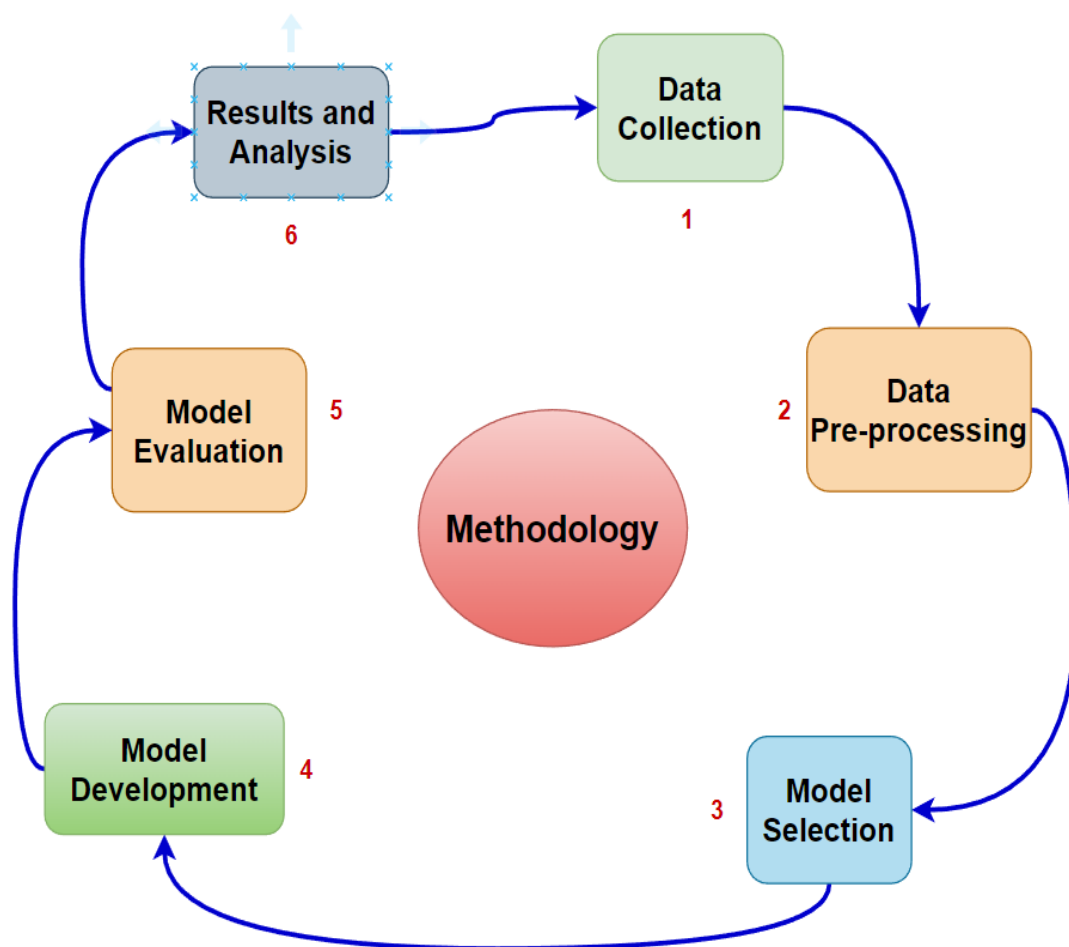 Results and
Analysis
6
Data
Collection
1
Data
Pre-processing
2
Model
Evaluation
5
Methodology
Model
Development
4
Model
Selection
3